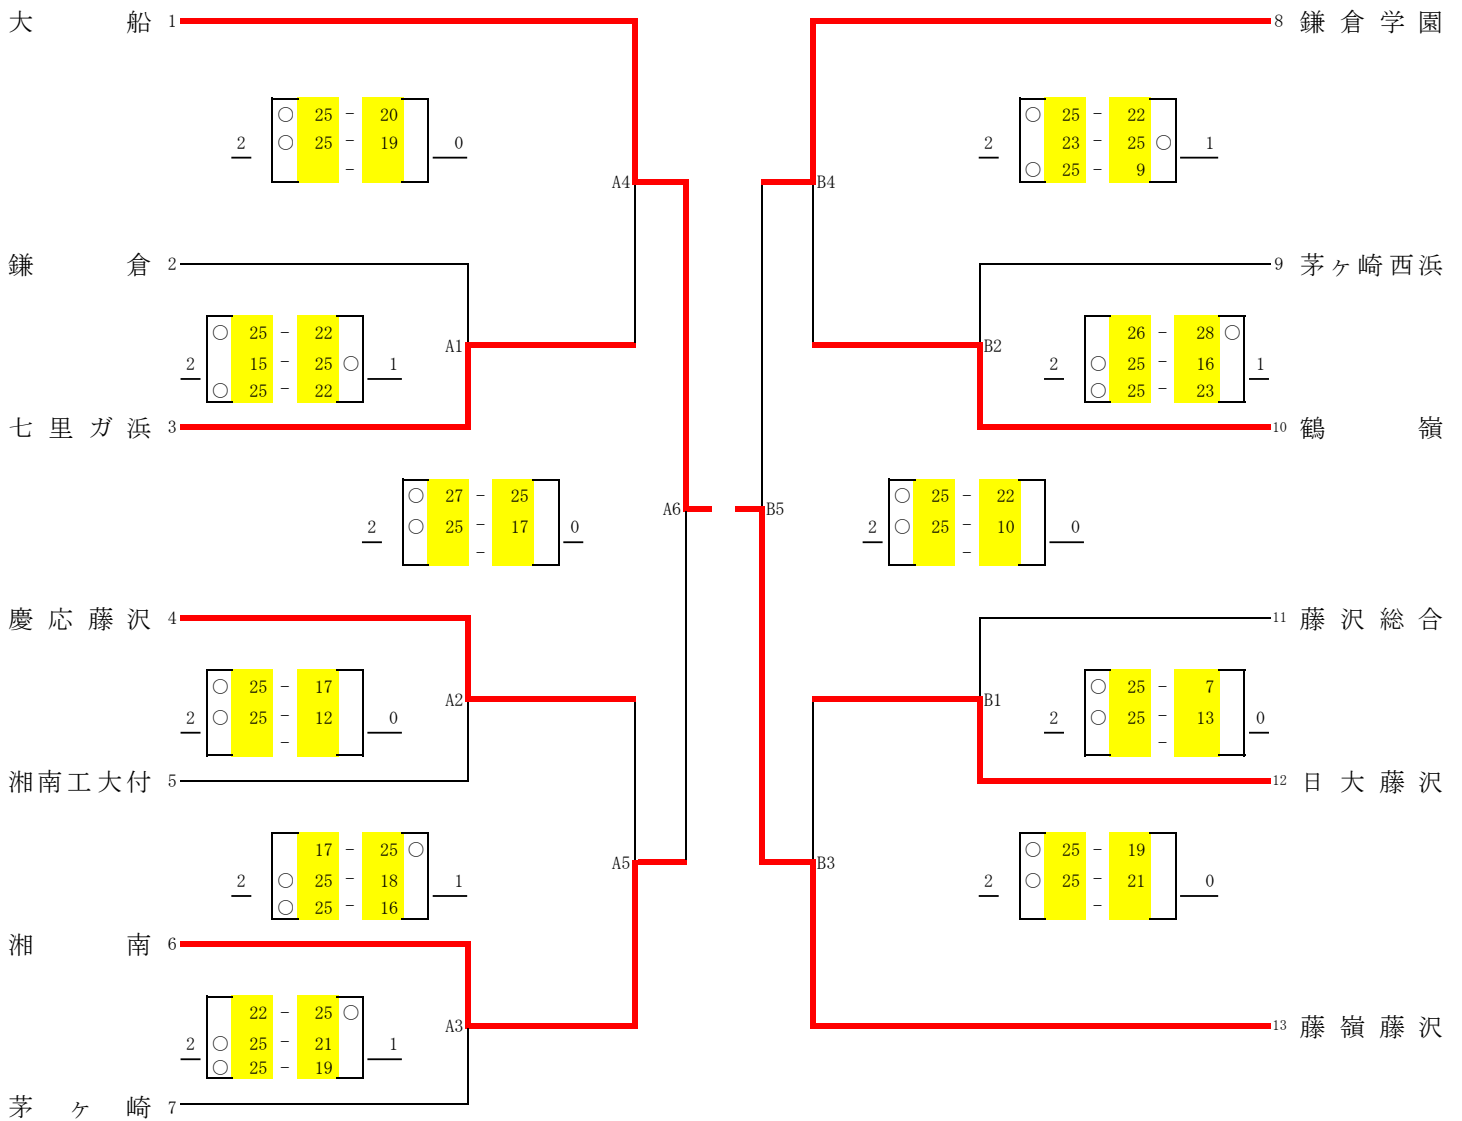 大船 1
8 鎌倉学園
○ 25 - 20
2 ○ 25 - 19 0
-
○ 25 - 22
2 23 - 25 ○ 1
○ 25 - 9
A4
B4
鎌倉 2
9 茅ヶ崎西浜
○ 25 - 22
2 15 - 25 ○ 1
○ 25 - 22
A1
B2
26 - 28 ○
2 ○ 25 - 16 1
○ 25 - 23
七里ガ浜 3
10 鶴嶺
○ 27 - 25
2 ○ 25 - 17 0
-
A6
B5
○ 25 - 22
2 ○ 25 - 10 0
-
慶応藤沢 4
11 藤沢総合
○ 25 - 17
2 ○ 25 - 12 0
-
A2
B1
○ 25 - 7
2 ○ 25 - 13 0
-
湘南工大付 5
12 日大藤沢
17 - 25 ○
2 ○ 25 - 18 1
○ 25 - 16
A5
B3
○ 25 - 19
2 ○ 25 - 21 0
-
湘南 6
22 - 25 ○
2 ○ 25 - 21 1
○ 25 - 19
A3
13 藤嶺藤沢
茅ヶ崎 7